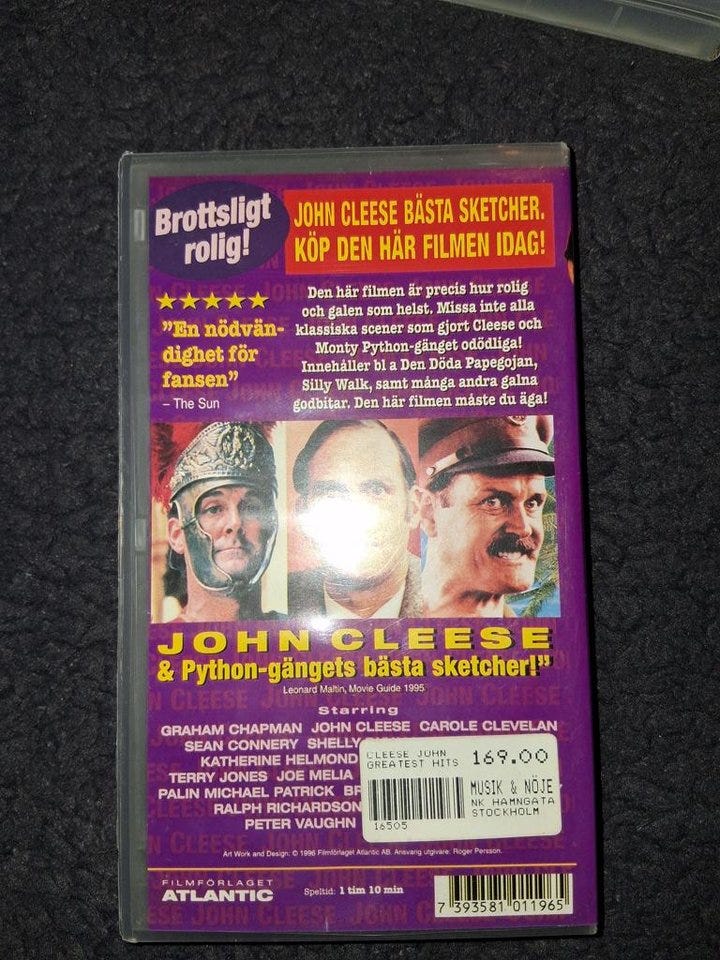 Brottsligt
rolig!
JOHN CLEESE BÄSTA SKETCHER.
KÖP DEN HÄR FILMEN IDAG!
★★★★★
”En nödvän-
dighet för
fansen”
– The Sun
Den här filmen är precis hur rolig
och galen som helst. Missa inte alla
klassiska scener som gjort Cleese och
Monty Python-gänget odödliga!
Innehåller bl a Den Döda Papegojan,
Silly Walk, samt många andra galna
godbitar. Den här filmen måste du äga!
JOHN CLEESE
& Python-gängets bästa sketcher!”
Leonard Maltin, Movie Guide 1995
Starring
GRAHAM CHAPMAN JOHN CLEESE CAROLE CLEVELAN
SEAN CONNERY SHELLY
KATHERINE HELMOND
TERRY JONES JOE MELIA
PALIN MICHAEL PATRICK BR
RALPH RICHARDSON
PETER VAUGHN
CLEESE JOHN
GREATEST HITS
169.00
MUSIK & NÖJE
NK HAMNGATA
STOCKHOLM
16505
Art Work and Design: © 1996 Filmförlaget Atlantic AB. Ansvarig utgivare: Roger Persson.
FILMFÖRLAGET
ATLANTIC
Speltid: 1 tim 10 min
7 393581 011965